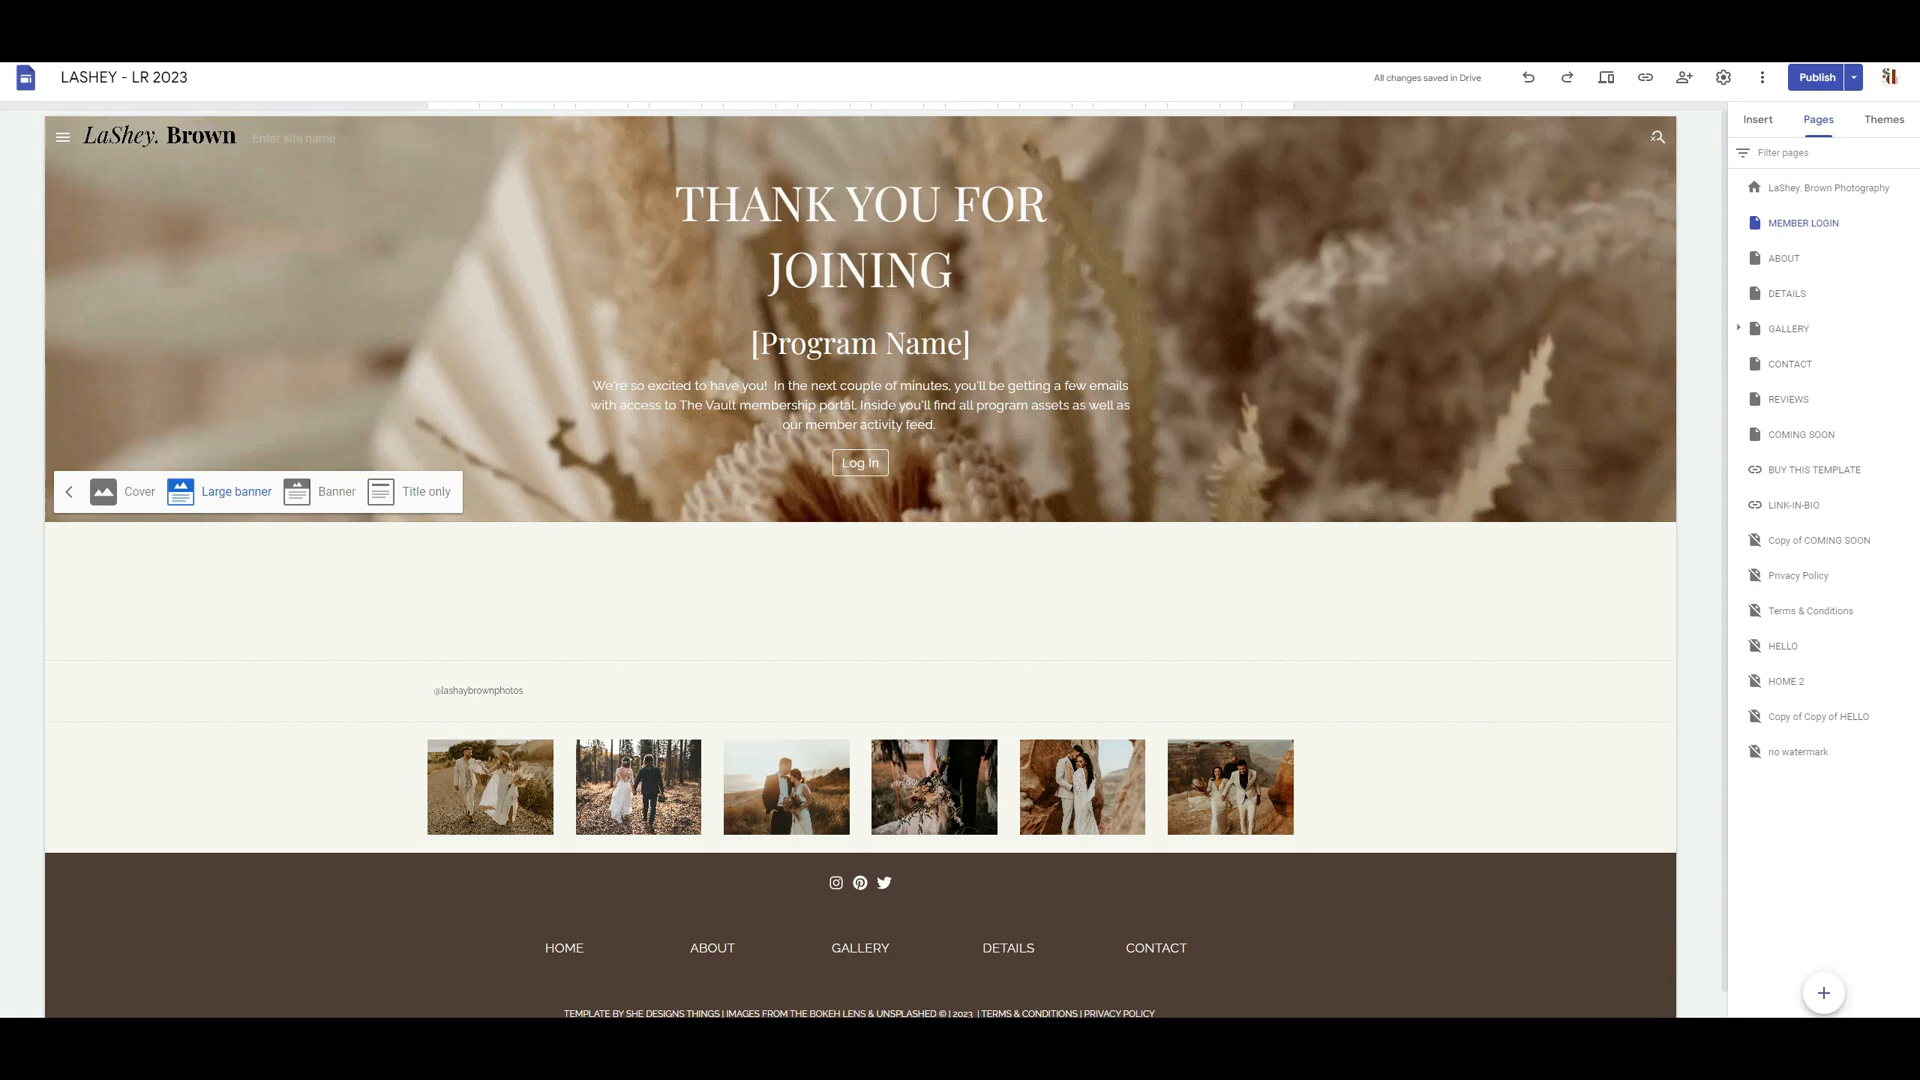 LASHEY - LR 2023
All changes saved in Drive
Publish
Insert
Pages
Themes
Filter pages
LaShey. Brown
Enter site name
THANK YOU FOR
JOINING
[Program Name]
We're so excited to have you! In the next couple of minutes, you'll be getting a few emails
with access to The Vault membership portal. Inside you'll find all program assets as well as
our member activity feed.
Log In
Cover
Large banner
Banner
Title only
@lashaybrownphotos
HOME
ABOUT
GALLERY
DETAILS
CONTACT
TEMPLATE BY SHE DESIGNS THINGS | IMAGES FROM THE BOKEH LENS & UNSPLASHED © | 2023 | TERMS & CONDITIONS | PRIVACY POLICY
LaShey. Brown Photography
MEMBER LOGIN
ABOUT
DETAILS
GALLERY
CONTACT
REVIEWS
COMING SOON
BUY THIS TEMPLATE
LINK-IN-BIO
Copy of COMING SOON
Privacy Policy
Terms & Conditions
HELLO
HOME 2
Copy of Copy of HELLO
no watermark